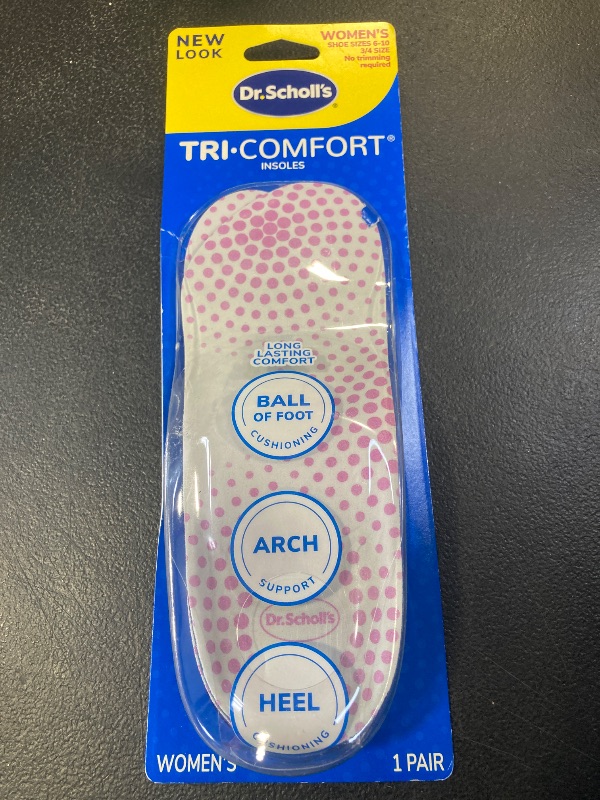 NEW
LOOK
WOMEN'S
SHOE SIZES 6-10
3/4 SIZE
No trimming
required
Dr.Scholl's®
TRI•COMFORT®
INSOLES
LONG
LASTING
COMFORT
BALL
OF FOOT
CUSHIONING
ARCH
SUPPORT
Dr.Scholl's
HEEL
CUSHIONING
WOMEN'S
1 PAIR